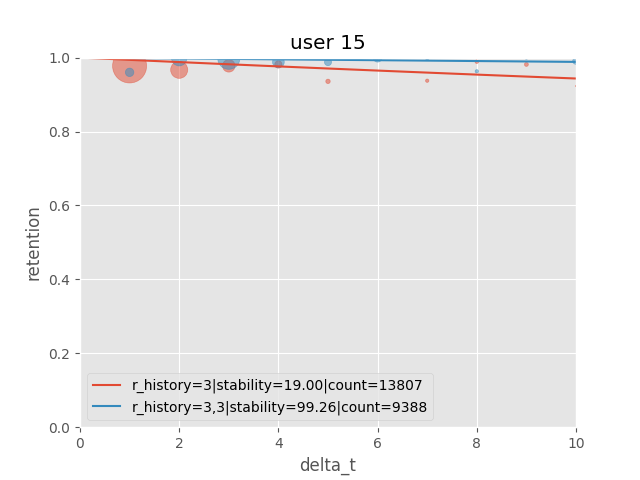 user 15
retention
1.0
0.8
0.6
0.4
0.2
0.0
r_history=3|stability=19.00|count=13807
r_history=3,3|stability=99.26|count=9388
0 2 4 6 8 10
delta_t